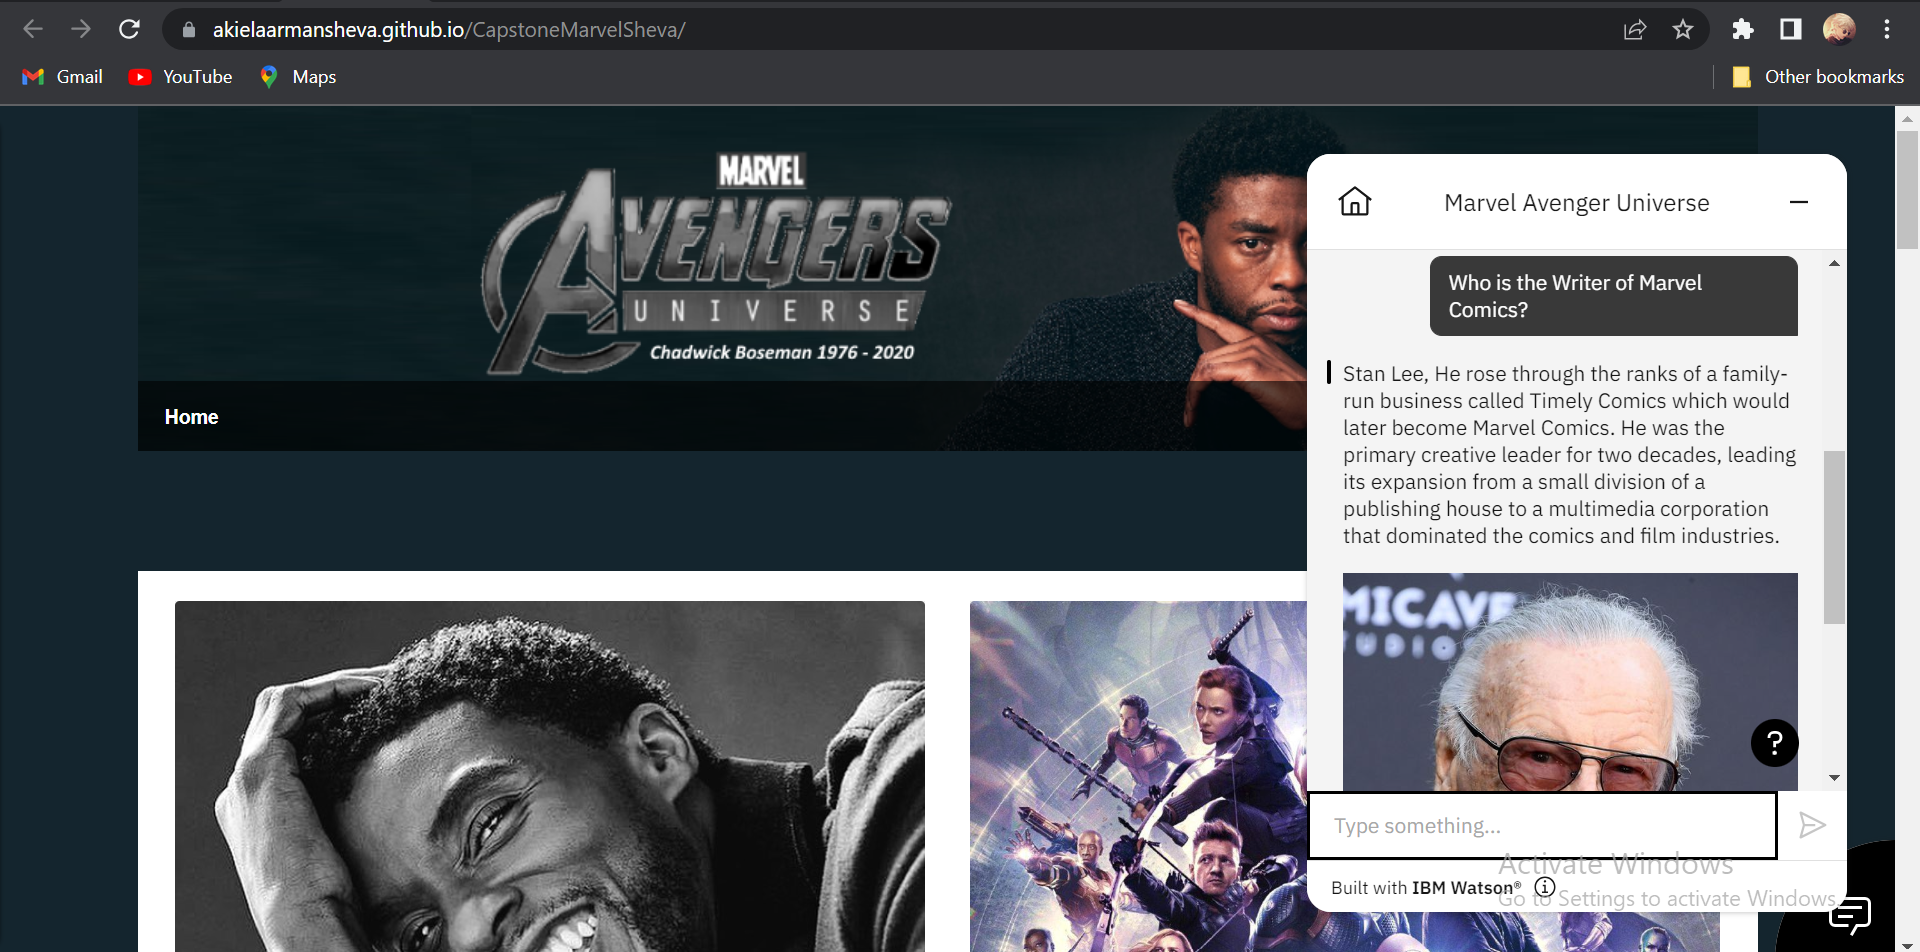 akielaarmansheva.github.io/CapstoneMarvelSheva/
Gmail
YouTube
Maps
Other bookmarks
MARVEL
AVENGERS
UNIVERSE
Chadwick Boseman 1976 - 2020
Home
Marvel Avenger Universe
Who is the Writer of Marvel
Comics?
Stan Lee, He rose through the ranks of a family-
run business called Timely Comics which would
later become Marvel Comics. He was the
primary creative leader for two decades, leading
its expansion from a small division of a
publishing house to a multimedia corporation
that dominated the comics and film industries.
?
Type something...
Activate Windows
Built with IBM Watson®
Go to Settings to activate Windows.